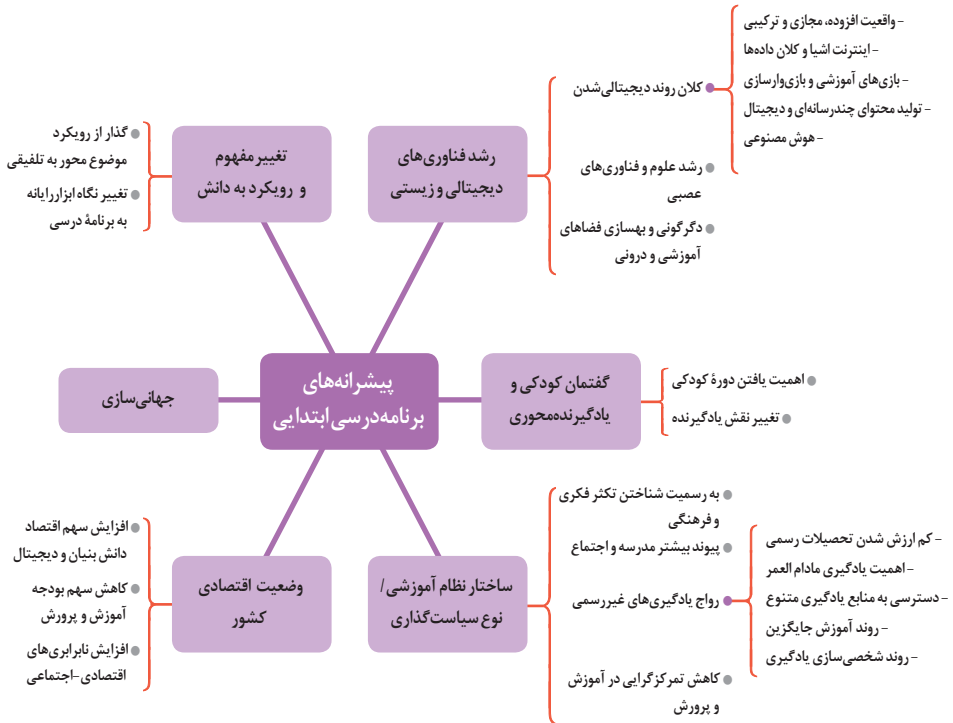 پیشرانه‌های
برنامه‌درسی ابتدایی
رشد فناوری‌های
دیجیتالی و زیستی
کلان روند دیجیتالی‌شدن
- واقعیت افزوده، مجازی و ترکیبی
- اینترنت اشیا و کلان داده‌ها
- بازی‌های آموزشی و بازی‌وارسازی
- تولید محتوای چندرسانه‌ای و دیجیتال
- هوش مصنوعی
رشد علوم و فناوری‌های
عصبی
دگرگونی و بهسازی فضاهای
آموزشی و درونی
تغییر مفهوم
و رویکرد به دانش
گذار از رویکرد
موضوع محور به تلفیقی
تغییر نگاه ابزاررایانه
به برنامهٔ درسی
گفتمان کودکی و
یادگیرنده‌محوری
اهمیت یافتن دورهٔ کودکی
تغییر نقش یادگیرنده
جهانی‌سازی
ساختار نظام آموزشی/
نوع سیاست‌گذاری
به رسمیت شناختن تکثر فکری
و فرهنگی
پیوند بیشتر مدرسه و اجتماع
رواج یادگیری‌های غیررسمی
- کم ارزش شدن تحصیلات رسمی
- اهمیت یادگیری مادام العمر
- دسترسی به منابع یادگیری متنوع
- روند آموزش جایگزین
- روند شخصی‌سازی یادگیری
کاهش تمرکزگرایی در آموزش
و پرورش
وضعیت اقتصادی
کشور
افزایش سهم اقتصاد
دانش بنیان و دیجیتال
کاهش سهم بودجه
آموزش و پرورش
افزایش نابرابری‌های
اقتصادی-اجتماعی